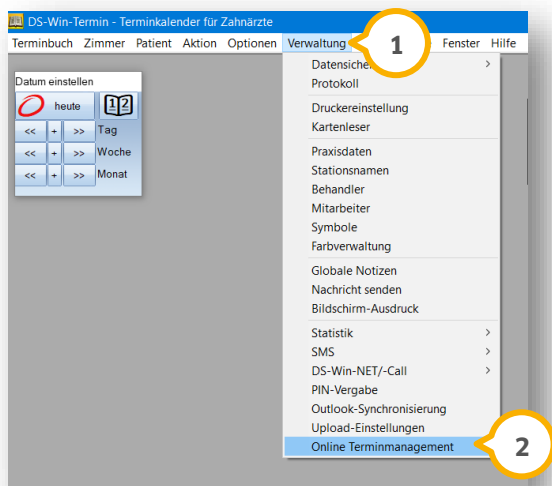 DS-Win-Termin - Terminkalender für Zahnärzte
Terminbuch Zimmer Patient Aktion Optionen Verwaltung Fenster Hilfe
1
Datum einstellen
heute 12
<< + >> Tag
<< + >> Woche
<< + >> Monat
Protokoll
Druckereinstellung
Kartenleser
Praxisdaten
Stationsnamen
Behandler
Mitarbeiter
Symbole
Farbverwaltung
Globale Notizen
Nachricht senden
Bildschirm-Ausdruck
Statistik >
SMS >
DS-Win-NET/-Call >
PIN-Vergabe
Outlook-Synchronisierung
Upload-Einstellungen
Online Terminmanagement
2